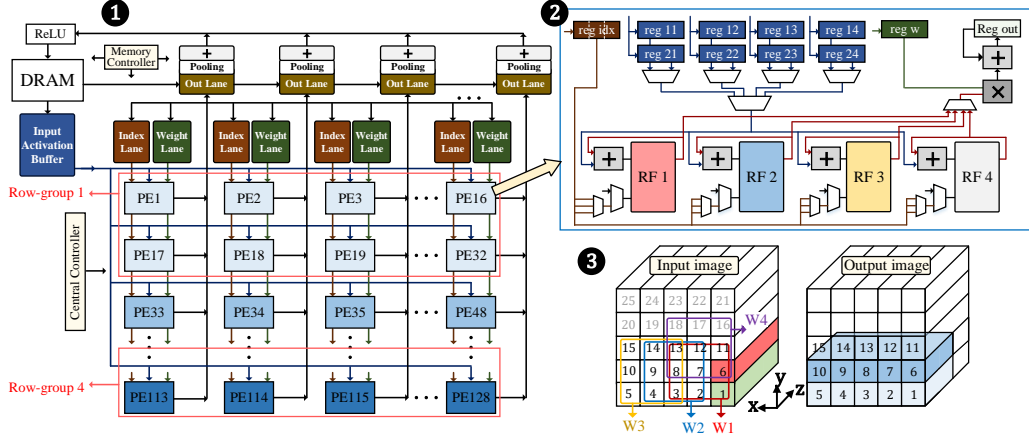 1
ReLU
DRAM
Memory
Controller
+ + + +
Pooling Pooling Pooling Pooling
Out Lane Out Lane Out Lane Out Lane
Input
Activation
Buffer
Index Lane Weight Lane Index Lane Weight Lane Index Lane Weight Lane Index Lane Weight Lane
Row-group 1
PE1 PE2 PE3 PE16
PE17 PE18 PE19 PE32
Central Controller
PE33 PE34 PE35 PE48
Row-group 4
PE113 PE114 PE115 PE128
2
reg idx reg 11 reg 12 reg 13 reg 14 reg w Reg out
reg 21 reg 22 reg 23 reg 24 +
×
+ RF 1 + RF 2 + RF 3 + RF 4
3
Input image
25 24 23 22 21
20 19 18 17 16
W4
15 14 13 12 11
10 9 8 7 6
5 4 3 2 1
W3 W2 W1
x y z
Output image
15 14 13 12 11
10 9 8 7 6
5 4 3 2 1